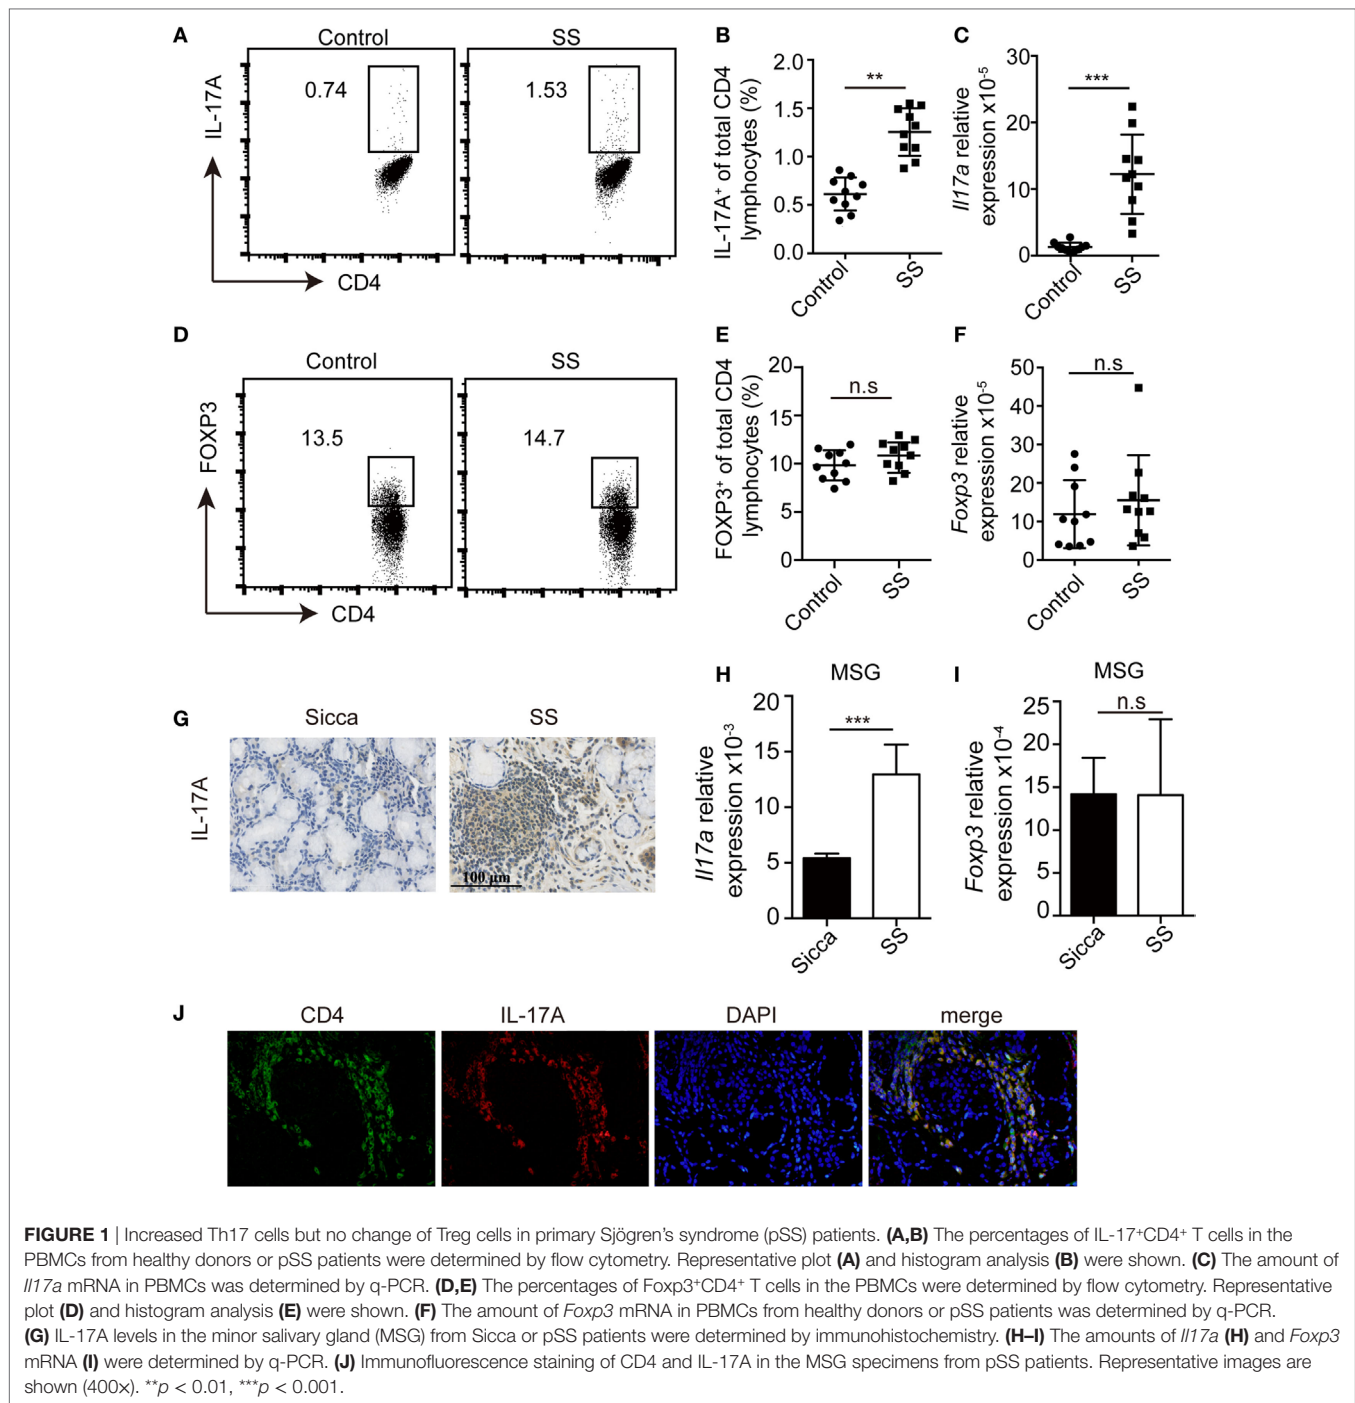 A
Control
SS
IL-17A
0.74
1.53
CD4
B
IL-17A⁺ of total CD4
lymphocytes (%)
2.0
1.5
1.0
0.5
0.0
**
Control
SS
C
Il17a relative
expression x10⁻⁵
30
20
10
0
***
Control
SS
D
Control
SS
FOXP3
13.5
14.7
CD4
E
FOXP3⁺ of total CD4
lymphocytes (%)
20
15
10
5
0
n.s
Control
SS
F
Foxp3 relative
expression x10⁻⁵
50
40
30
20
10
0
n.s
Control
SS
G
Sicca
SS
IL-17A
100 μm
H
MSG
Il17a relative
expression x10⁻³
20
15
10
5
0
***
Sicca
SS
I
MSG
Foxp3 relative
expression x10⁻⁴
25
20
15
10
5
0
n.s
Sicca
SS
J
CD4
IL-17A
DAPI
merge
FIGURE 1 | Increased Th17 cells but no change of Treg cells in primary Sjögren's syndrome (pSS) patients. (A,B) The percentages of IL-17⁺CD4⁺ T cells in the
PBMCs from healthy donors or pSS patients were determined by flow cytometry. Representative plot (A) and histogram analysis (B) were shown. (C) The amount of
Il17a mRNA in PBMCs was determined by q-PCR. (D,E) The percentages of Foxp3⁺CD4⁺ T cells in the PBMCs were determined by flow cytometry. Representative
plot (D) and histogram analysis (E) were shown. (F) The amount of Foxp3 mRNA in PBMCs from healthy donors or pSS patients was determined by q-PCR.
(G) IL-17A levels in the minor salivary gland (MSG) from Sicca or pSS patients were determined by immunohistochemistry. (H–I) The amounts of Il17a (H) and Foxp3
mRNA (I) were determined by q-PCR. (J) Immunofluorescence staining of CD4 and IL-17A in the MSG specimens from pSS patients. Representative images are
shown (400×). **p < 0.01, ***p < 0.001.